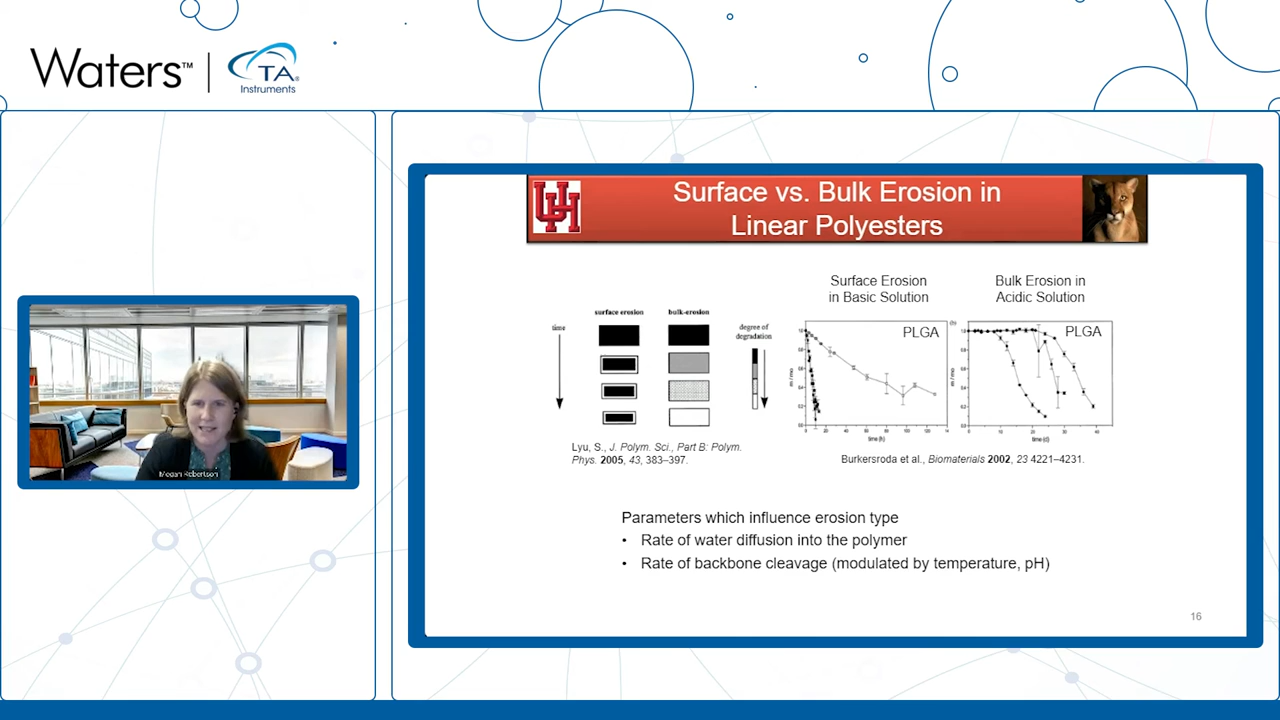 Waters™ | TA®
Instruments
Megan Robertson
UH
Surface vs. Bulk Erosion in
Linear Polyesters
Surface Erosion
in Basic Solution
Bulk Erosion in
Acidic Solution
surface erosion
bulk-erosion
time
degree of
degradation
PLGA
PLGA
time (h)
time (d)
Lyu, S., J. Polym. Sci., Part B: Polym.
Phys. 2005, 43, 383–397.
Burkersroda et al., Biomaterials 2002, 23 4221–4231.
Parameters which influence erosion type
• Rate of water diffusion into the polymer
• Rate of backbone cleavage (modulated by temperature, pH)
16